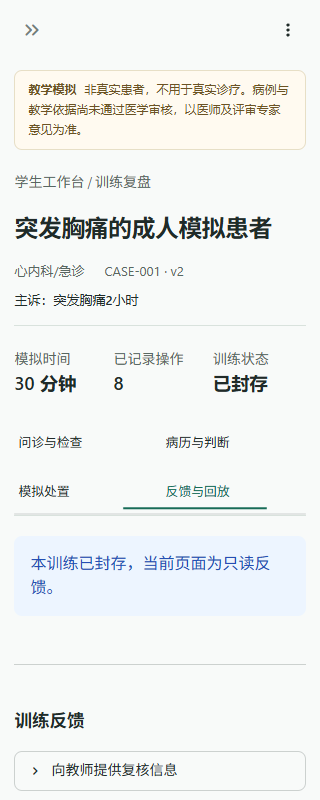 教学模拟 非真实患者，不用于真实诊疗。病例与
教学依据尚未通过医学审核，以医师及评审专家
意见为准。
学生工作台 / 训练复盘
突发胸痛的成人模拟患者
心内科/急诊 CASE-001 · v2
主诉：突发胸痛2小时
模拟时间 已记录操作 训练状态
30 分钟 8 已封存
问诊与检查 病历与判断
模拟处置 反馈与回放
本训练已封存，当前页面为只读反
馈。
训练反馈
向教师提供复核信息